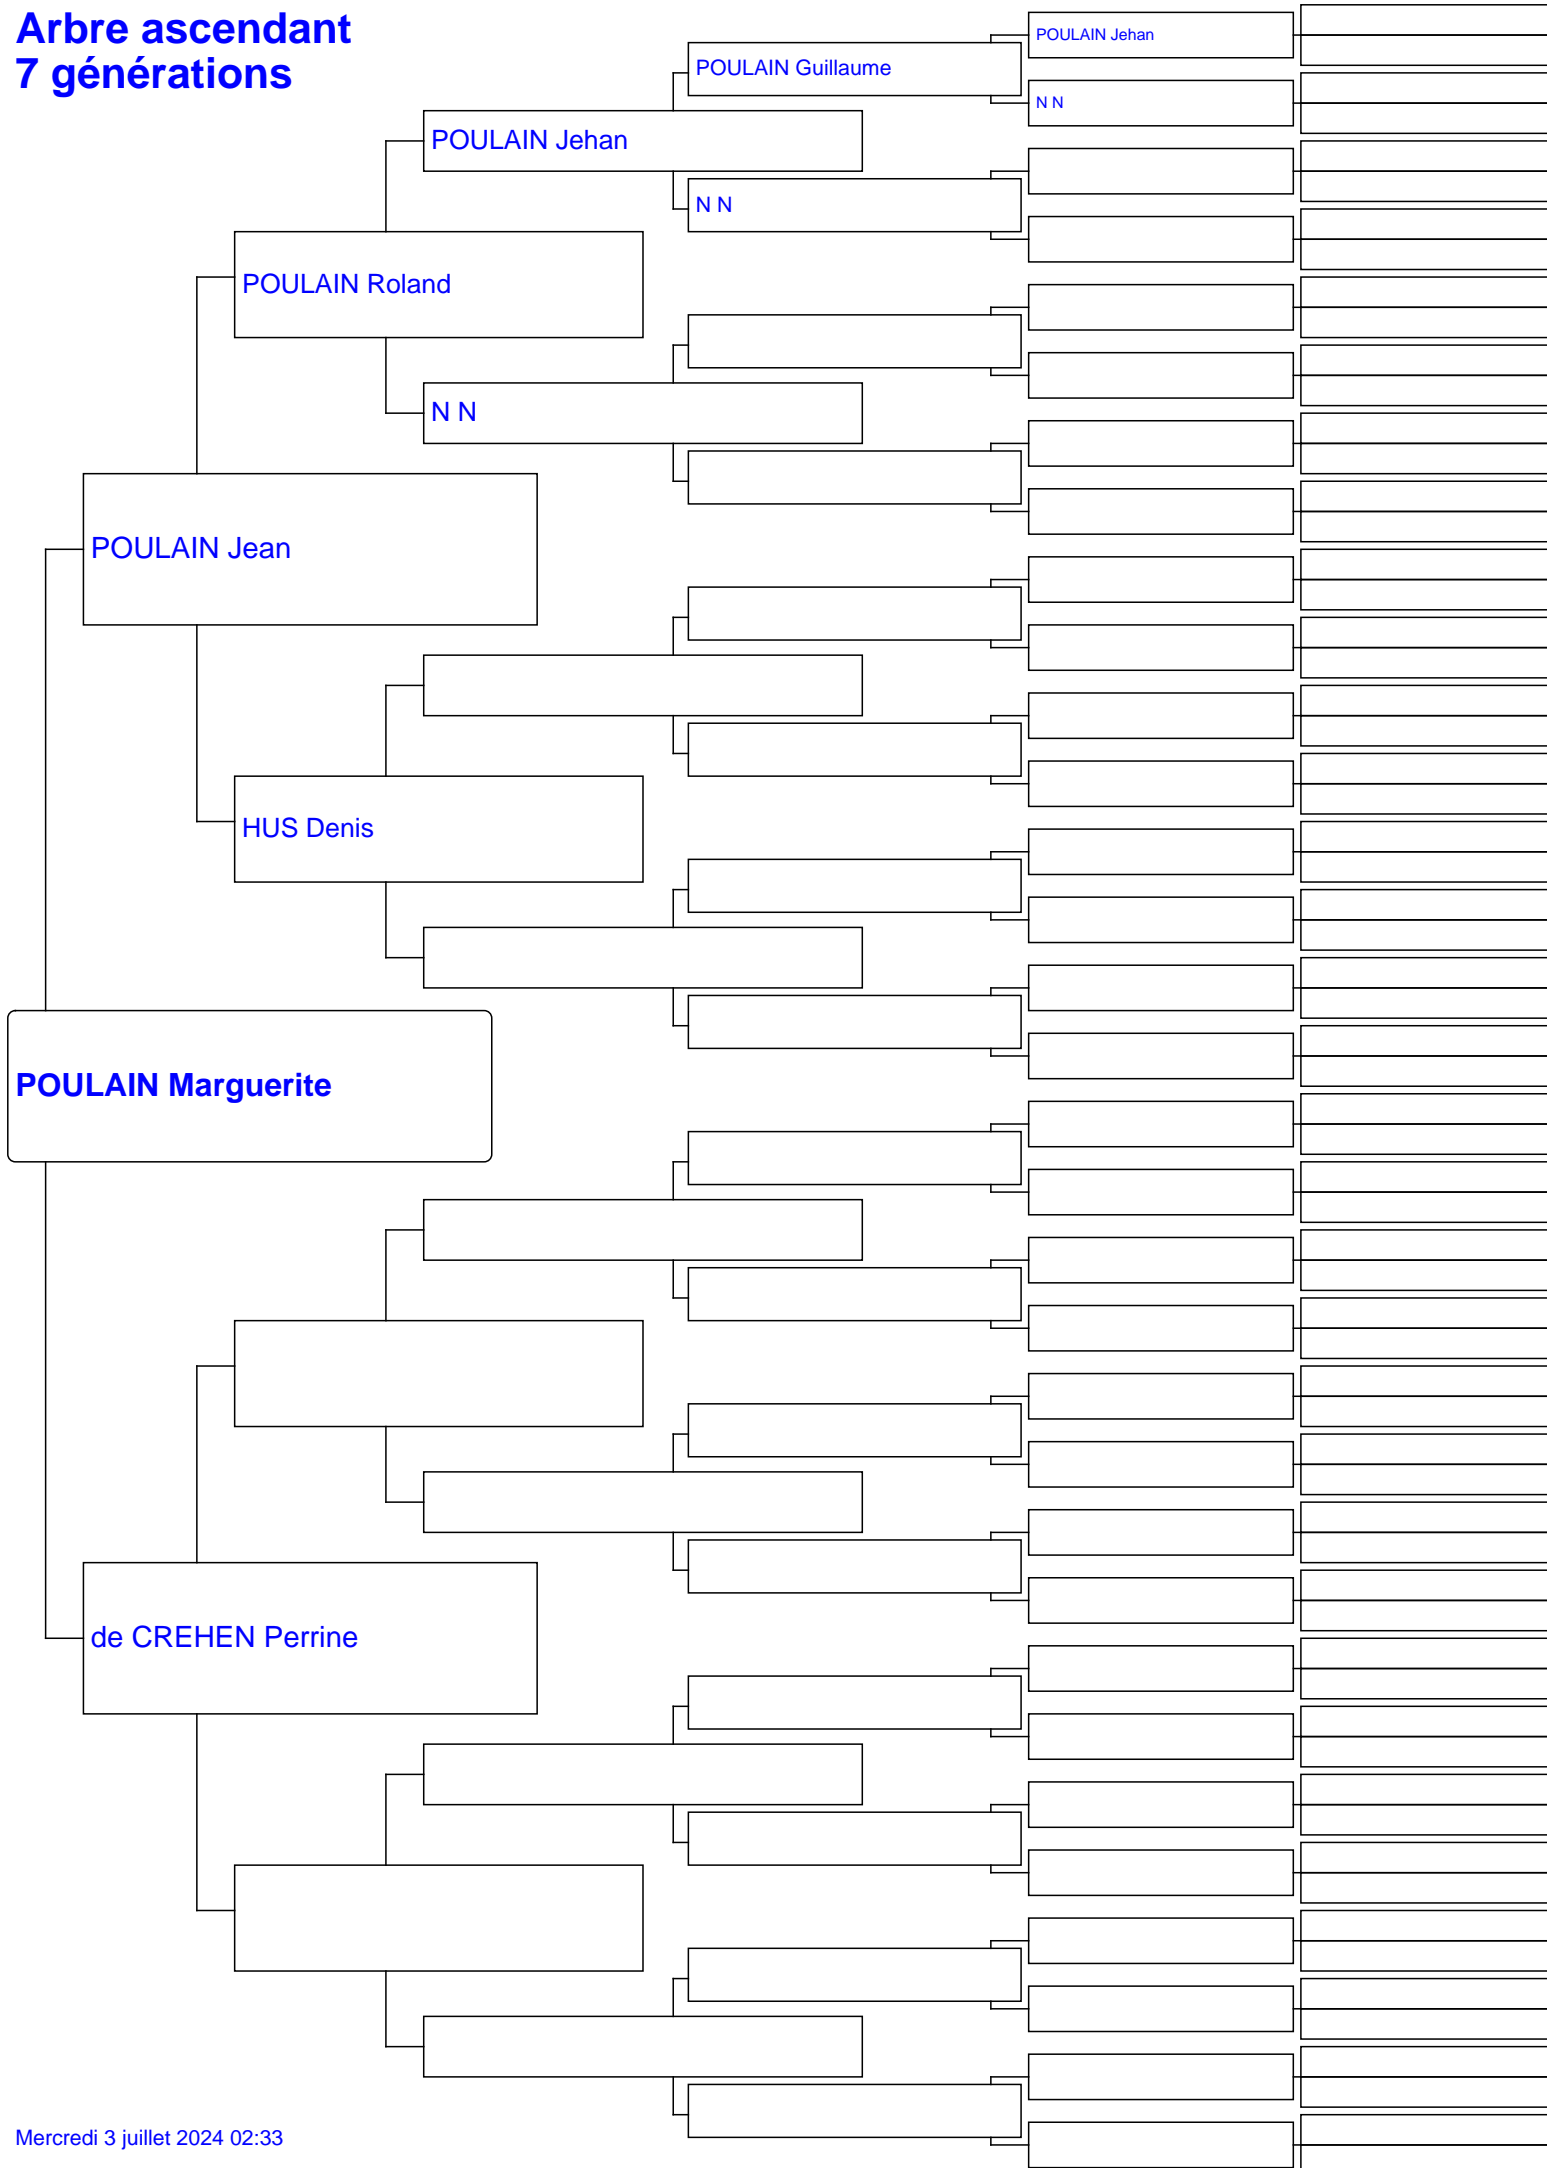 Arbre ascendant
7 générations
POULAIN Jehan
POULAIN Guillaume
N N
POULAIN Jehan
N N
POULAIN Roland
N N
POULAIN Jean
HUS Denis
POULAIN Marguerite
de CREHEN Perrine
Mercredi 3 juillet 2024 02:33